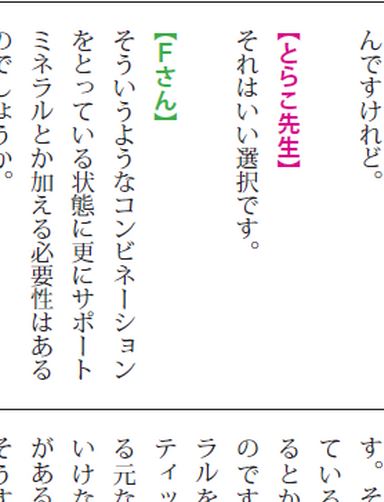 んですけれど。
【とらこ先生】
それはいい選択です。
【Ｆさん】
そういうようなコンビネーション
をとっている状態に更にサポート
ミネラルとか加える必要性はある
のでしょうか。
す。そ
ている
るとか
のです
ラルを
ティッ
る元な
いけな
がある
そうす